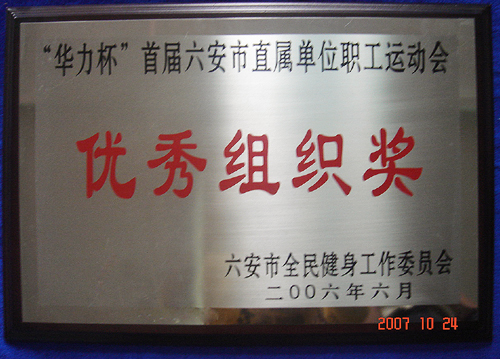 “华力杯”首届六安市直属单位职工运动会
优秀组织奖
六安市全民健身工作委员会
二00六年六月
2007 10 24